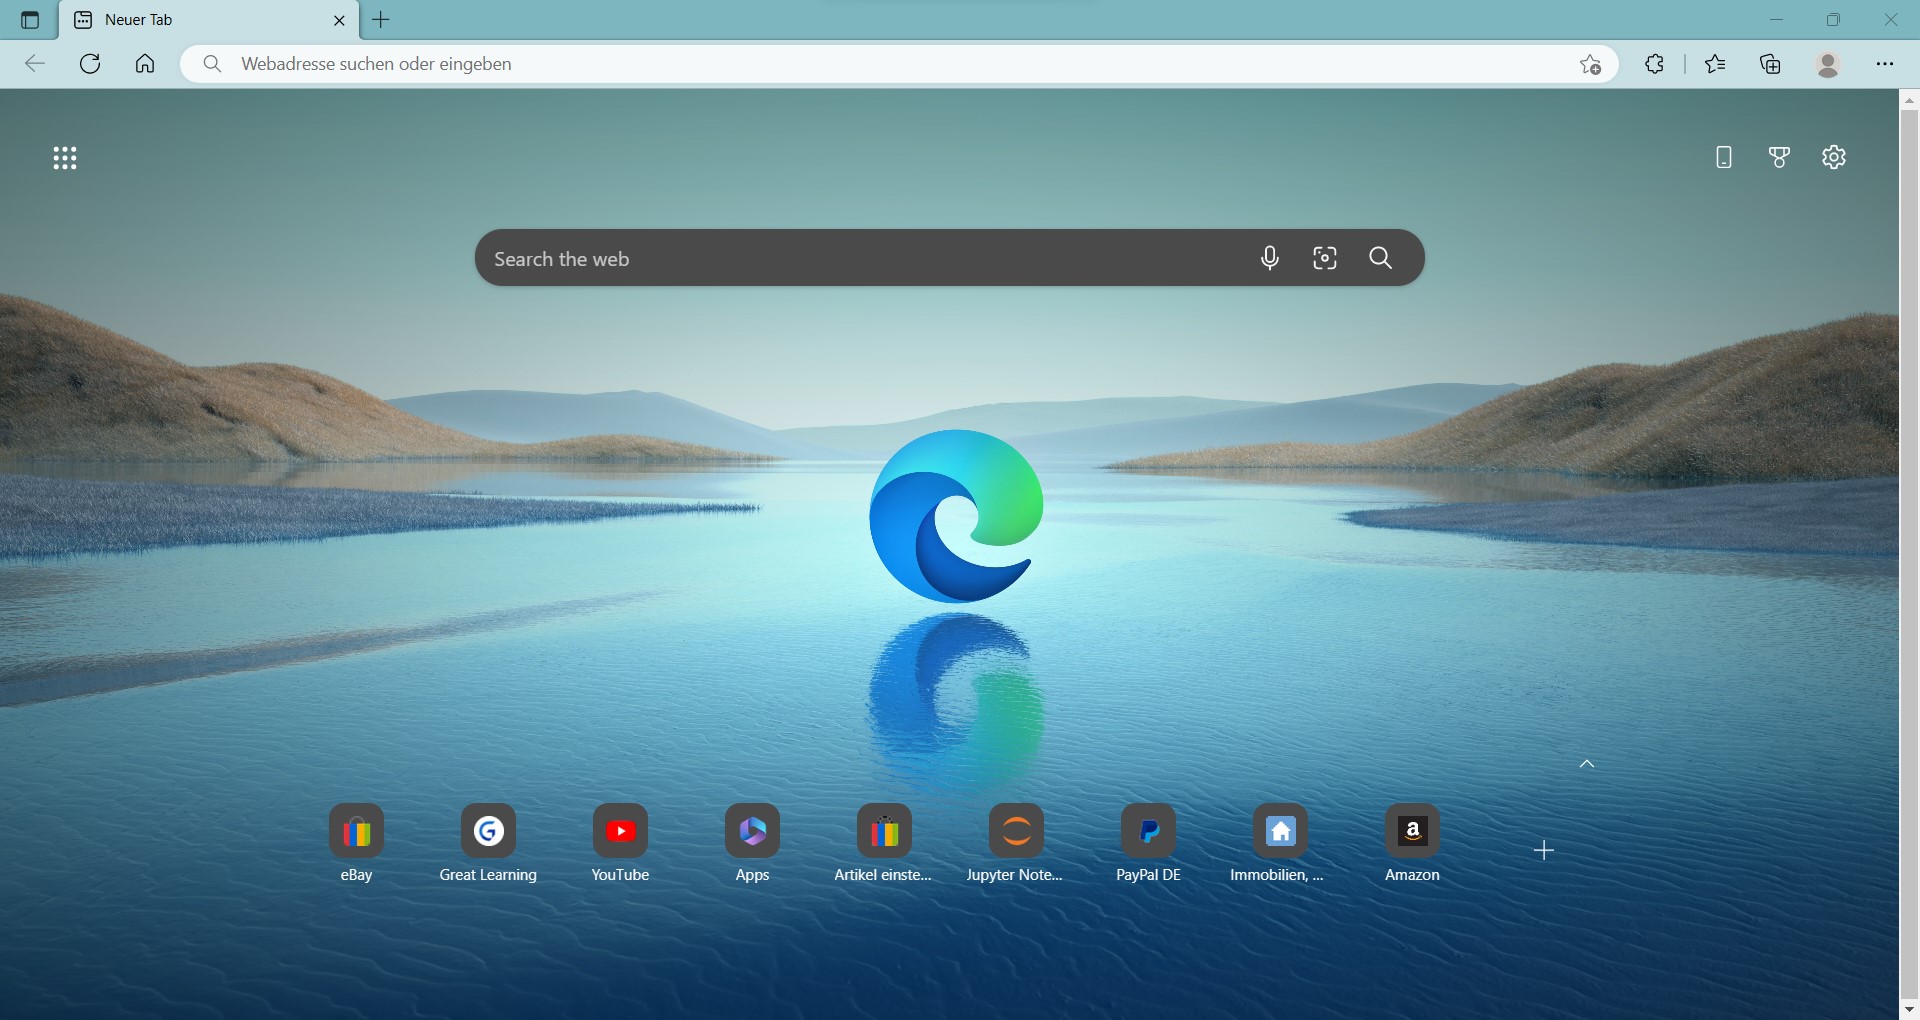 Neuer Tab
Webadresse suchen oder eingeben
Search the web
eBay
Great Learning
YouTube
Apps
Artikel einste...
Jupyter Note...
PayPal DE
Immobilien, ...
Amazon